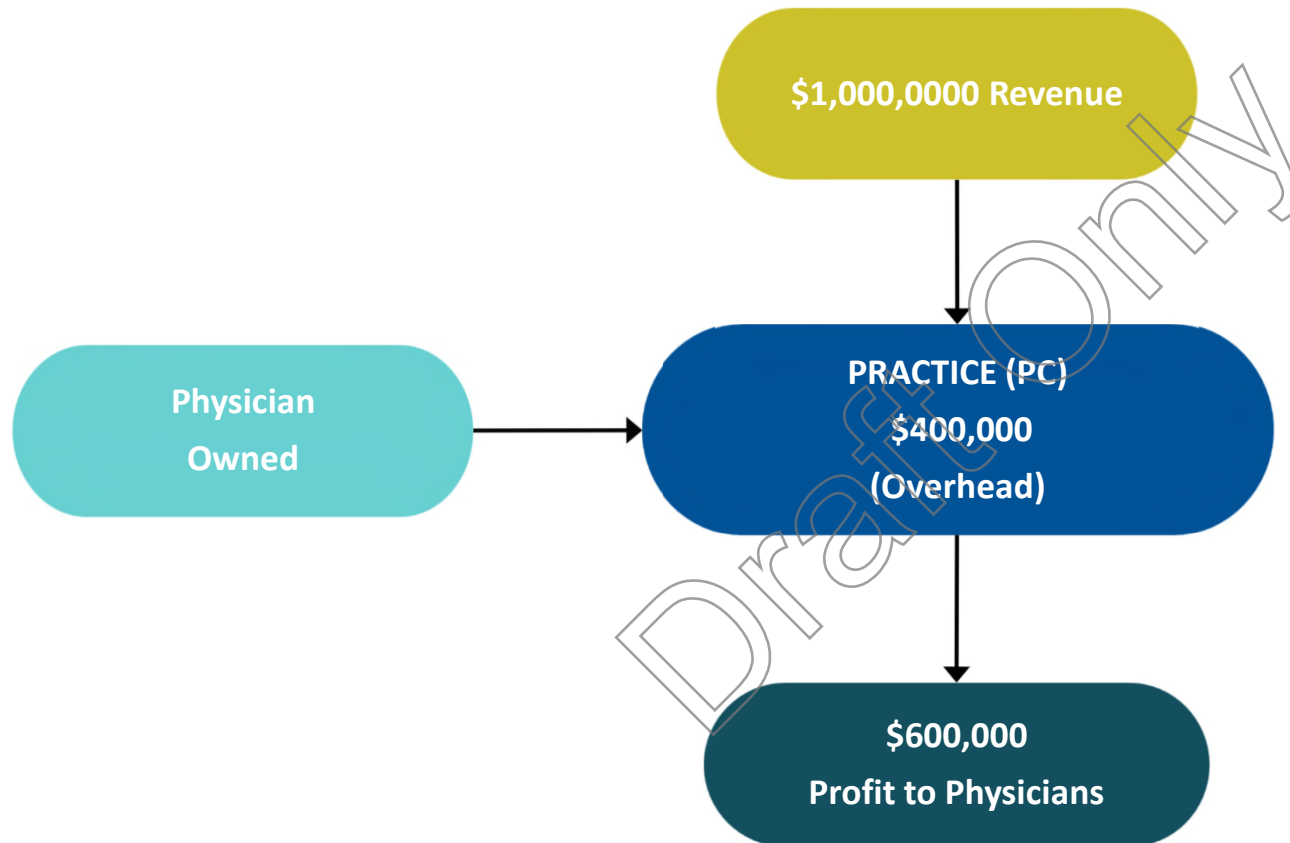 $1,000,0000 Revenue
Physician
Owned
PRACTICE (PC)
$400,000
(Overhead)
$600,000
Profit to Physicians
Draft Only